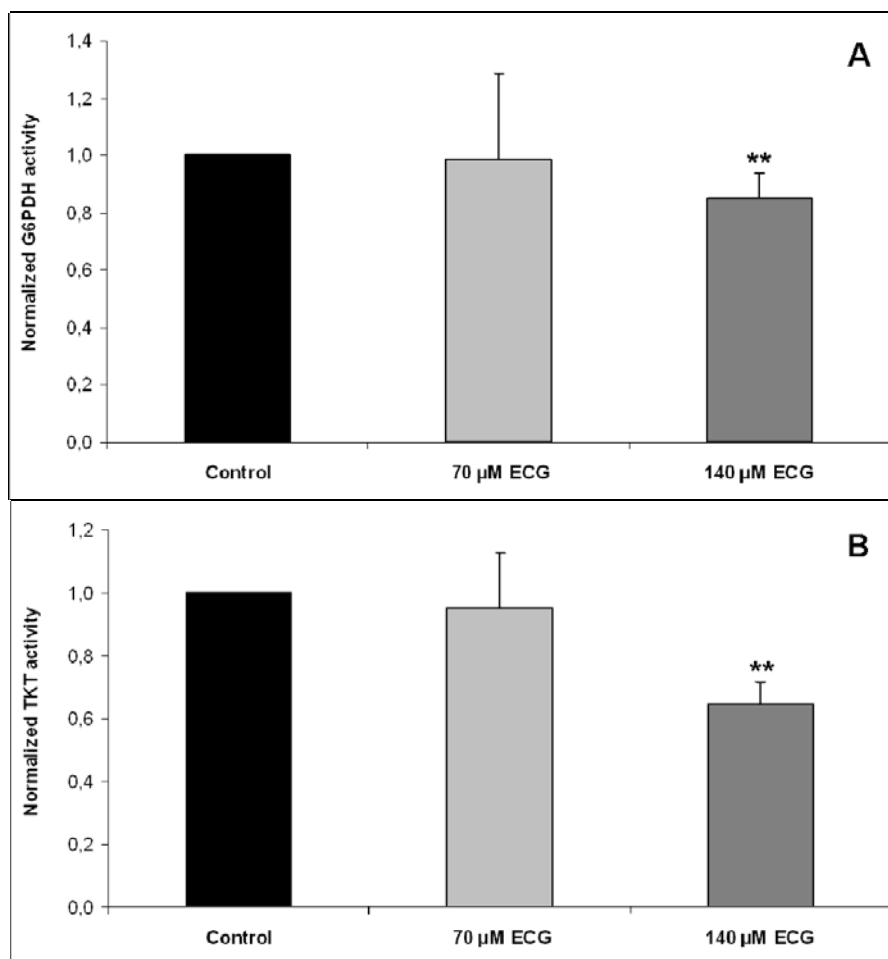 A
Normalized G6PDH activity
1,4
1,2
1,0
0,8
0,6
0,4
0,2
0,0
**
Control 70 µM ECG 140 µM ECG
B
Normalized TKT activity
1,2
1,0
0,8
0,6
0,4
0,2
0,0
**
Control 70 µM ECG 140 µM ECG